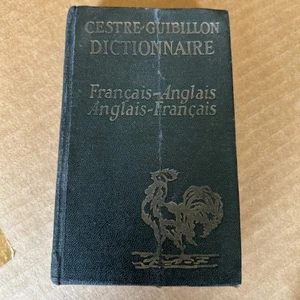 CESTRE-GUIBILLON
DICTIONNAIRE
Français-Anglais
Anglais-Français